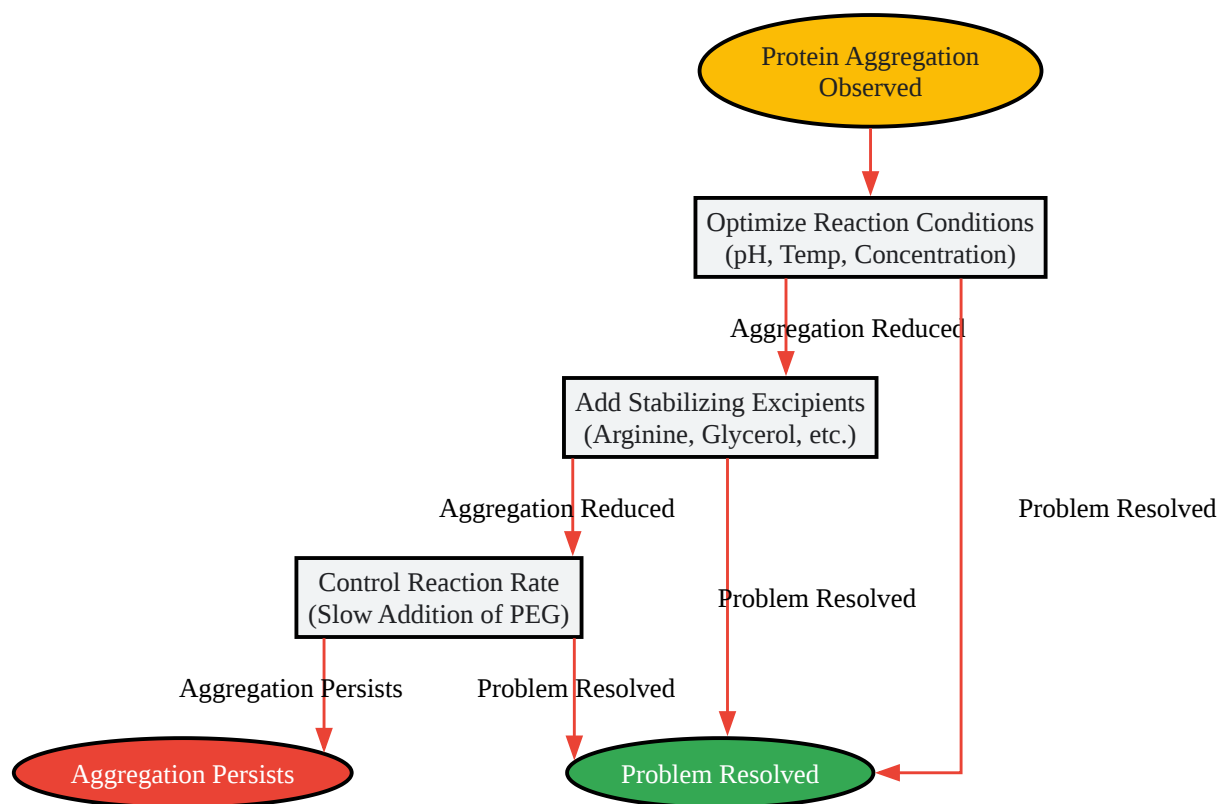 Protein Aggregation
Observed
Optimize Reaction Conditions
(pH, Temp, Concentration)
Aggregation Reduced
Add Stabilizing Excipients
(Arginine, Glycerol, etc.)
Aggregation Reduced
Problem Resolved
Control Reaction Rate
(Slow Addition of PEG)
Problem Resolved
Aggregation Persists
Problem Resolved
Aggregation Persists
Problem Resolved